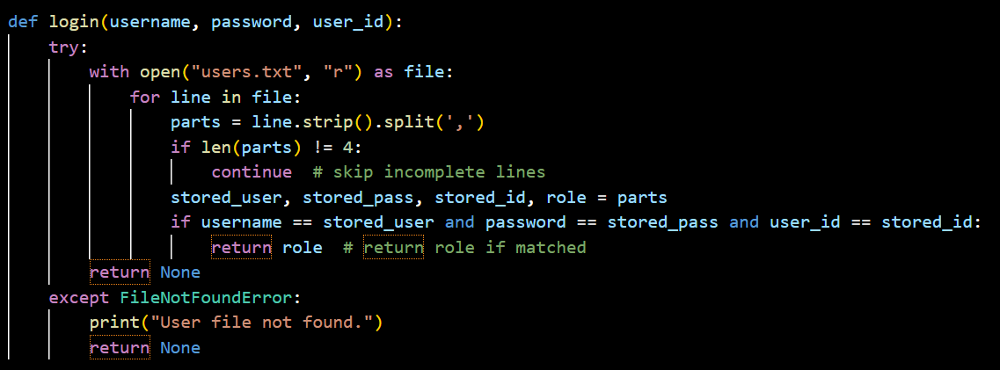 def login(username, password, user_id):
    try:
        with open("users.txt", "r") as file:
            for line in file:
                parts = line.strip().split(',')
                if len(parts) != 4:
                    continue  # skip incomplete lines
                stored_user, stored_pass, stored_id, role = parts
                if username == stored_user and password == stored_pass and user_id == stored_id:
                    return role  # return role if matched
        return None
    except FileNotFoundError:
        print("User file not found.")
        return None